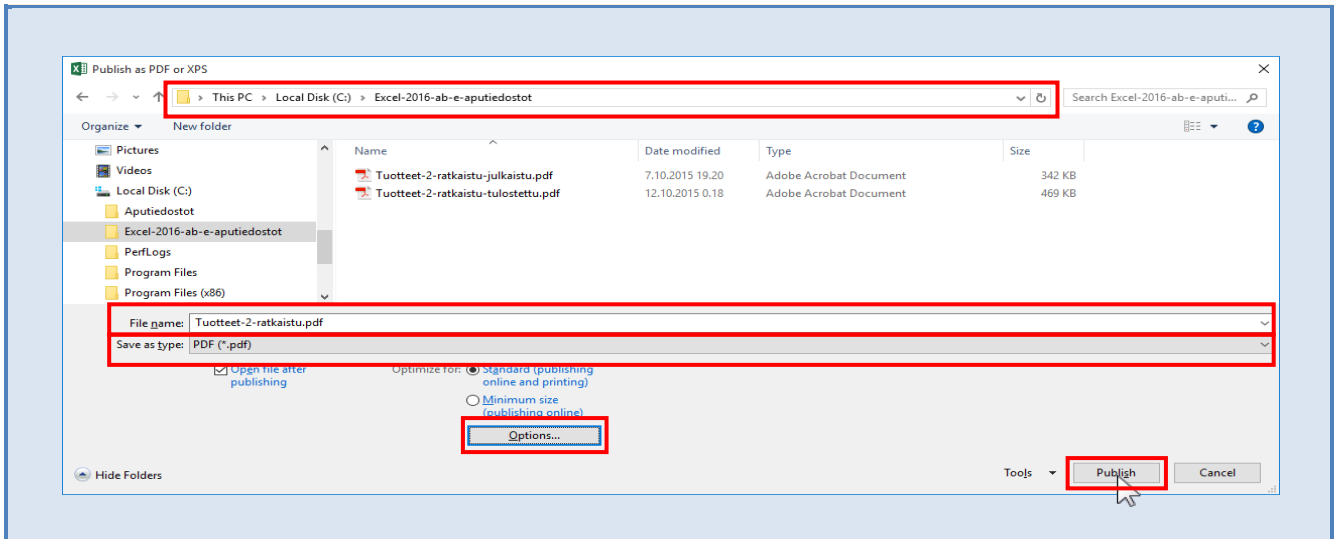 Publish as PDF or XPS
This PC > Local Disk (C:) > Excel-2016-ab-e-aputiedostot
Search Excel-2016-ab-e-aputi...
Organize New folder
Name Date modified Type Size
Pictures
Videos
Local Disk (C:)
Aputiedostot
Excel-2016-ab-e-aputiedostot
PerfLogs
Program Files
Program Files (x86)
Tuotteet-2-ratkaistu-julkaistu.pdf 7.10.2015 19.20 Adobe Acrobat Document 342 KB
Tuotteet-2-ratkaistu-tulostettu.pdf 12.10.2015 0.18 Adobe Acrobat Document 469 KB
File name: Tuotteet-2-ratkaistu.pdf
Save as type: PDF (*.pdf)
Open file after
publishing
Optimize for: Standard (publishing
online and printing)
Minimum size
(publishing online)
Options...
Hide Folders
Tools Publish Cancel